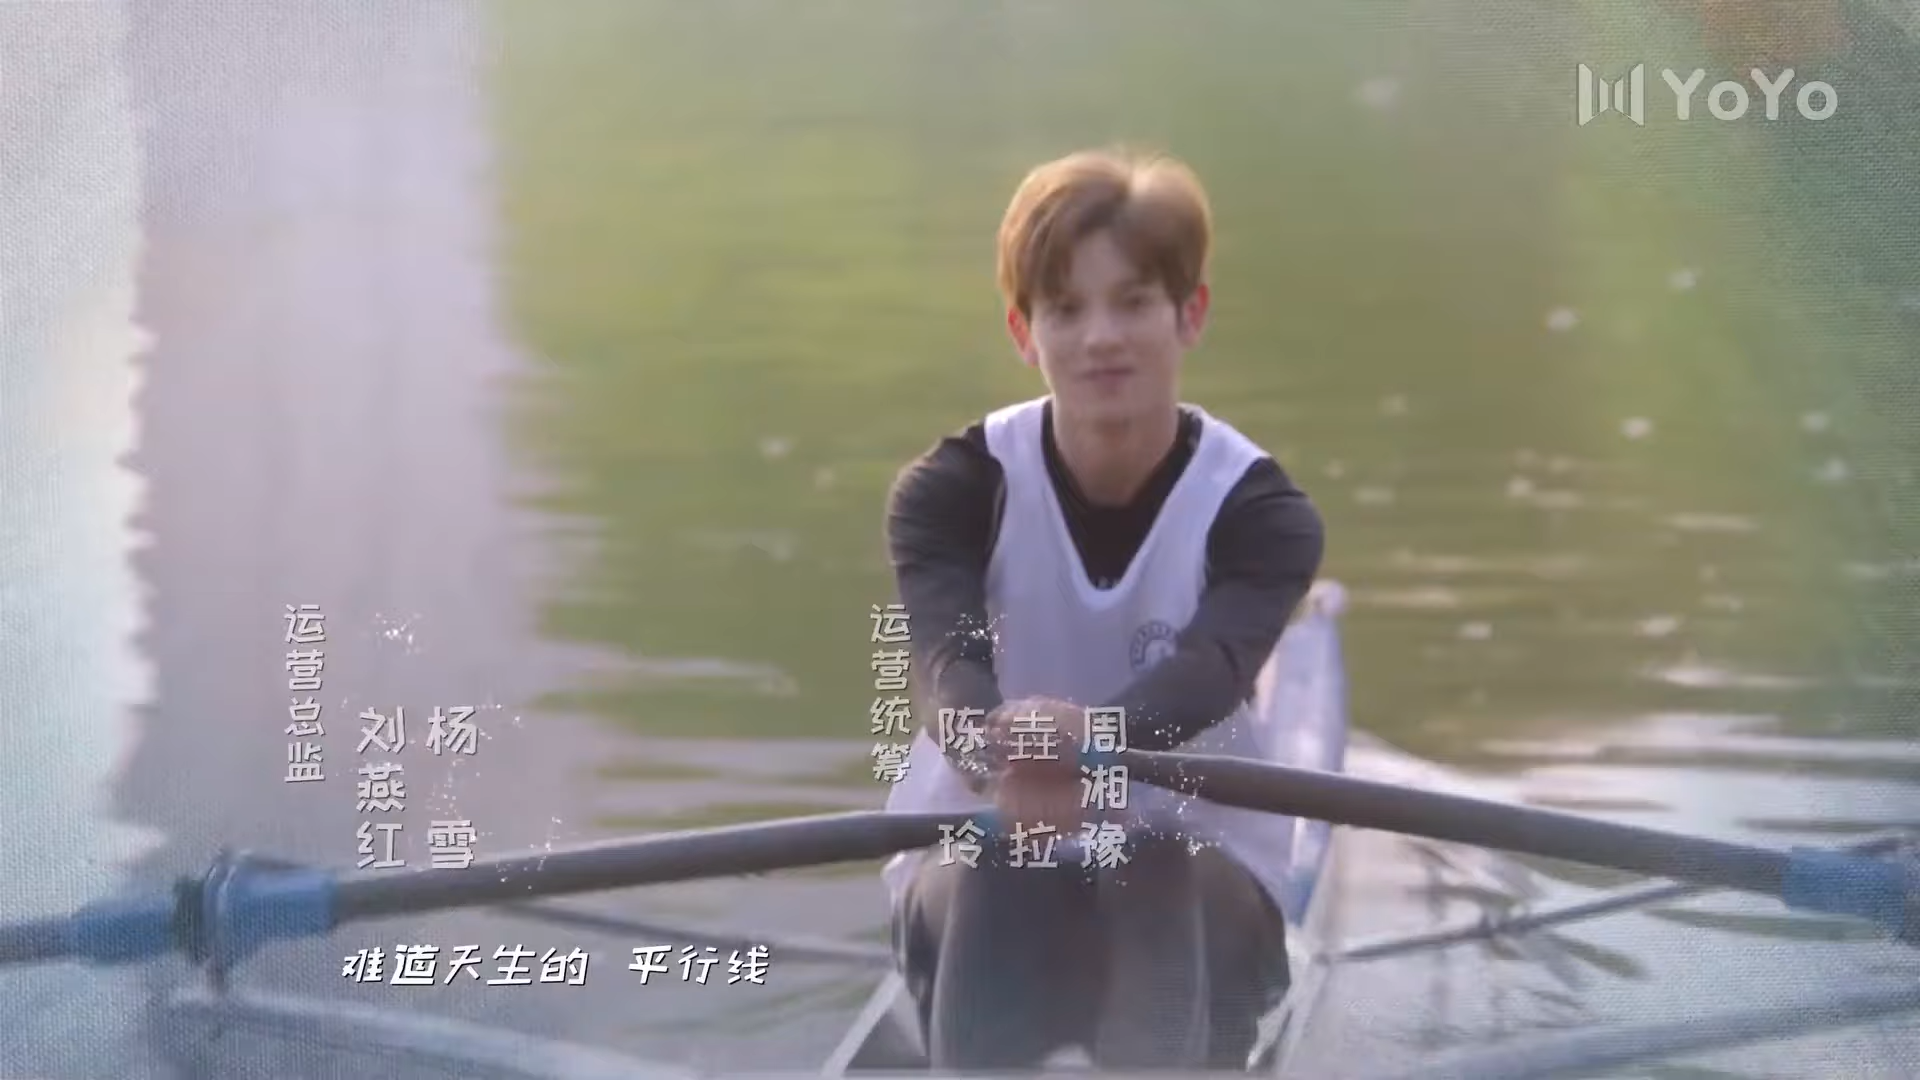 YoYo
运营总监
刘燕红
杨雪
运营统筹
陈玲
垚拉
周湘豫
难道天生的 平行线